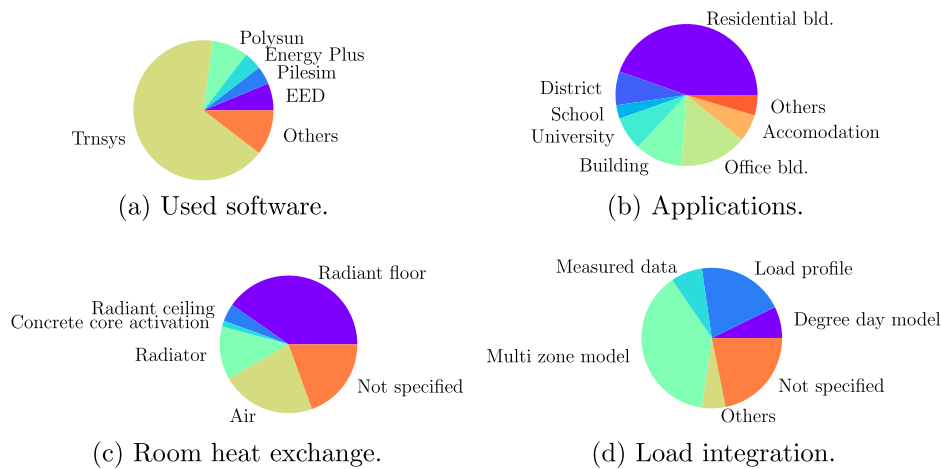 Polysun
Energy Plus
Pilesim
EED
Trnsys
Others
(a) Used software.
Residential bld.
District
School
University
Building
Others
Accomodation
Office bld.
(b) Applications.
Radiant floor
Radiant ceiling
Concrete core activation
Radiator
Not specified
Air
(c) Room heat exchange.
Measured data
Load profile
Degree day model
Multi zone model
Not specified
Others
(d) Load integration.